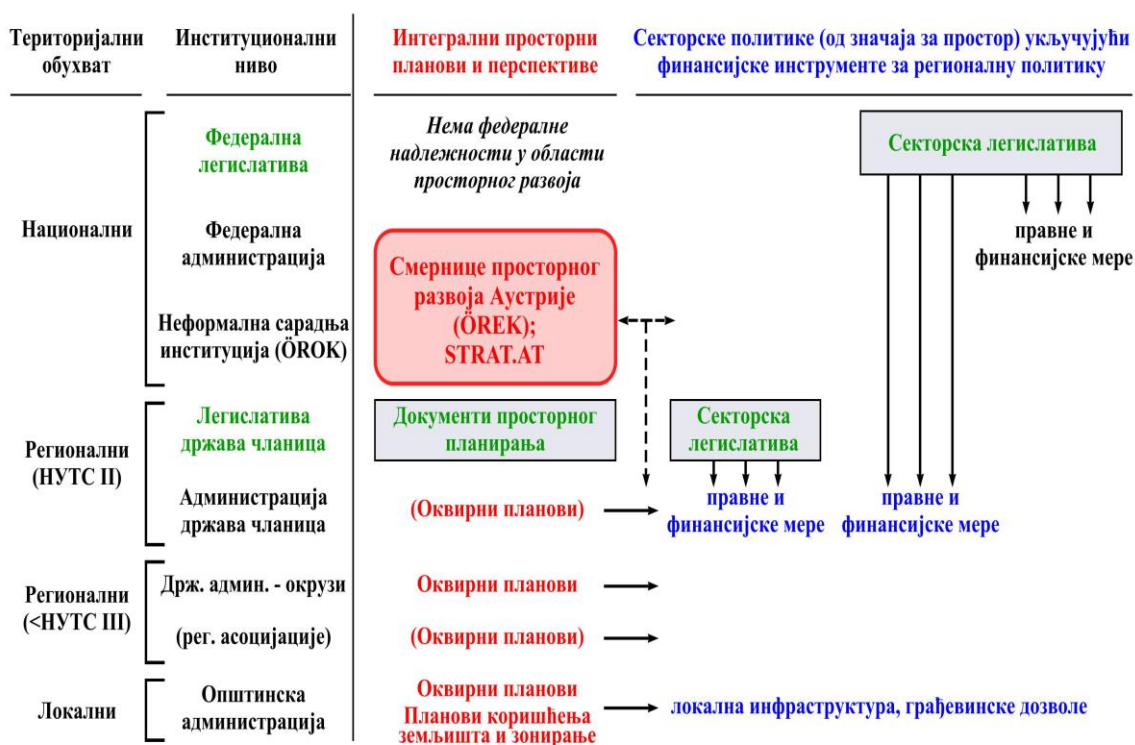 Територијални
обухват
Институционални
ниво
Интегрални просторни
планови и перспективе
Секторске политике (од значаја за простор) укључујући
финансијске инструменте за регионалну политику
Национални
Федерална
легислатива
Нема федералне
надлежности у области
просторног развоја
Секторска легислатива
правне и
финансијске мере
Федерална
администрација
Неформална сарадња
институција (ÖROK)
Смернице просторног
развоја Аустрије
(ÖREK);
STRAT.AT
Регионални
(НУТС II)
Легислатива
држава чланица
Документи просторног
планирања
Секторска
легислатива
Администрација
држава чланица
(Оквирни планови)
правне и
финансијске мере
правне и
финансијске мере
Регионални
(<НУТС III)
Држ. админ. - окрузи
Оквирни планови
(рег. асоцијације)
(Оквирни планови)
Локални
Општинска
администрација
Оквирни планови
Планови коришћења
земљишта и зонирање
локална инфраструктура, грађевинске дозволе